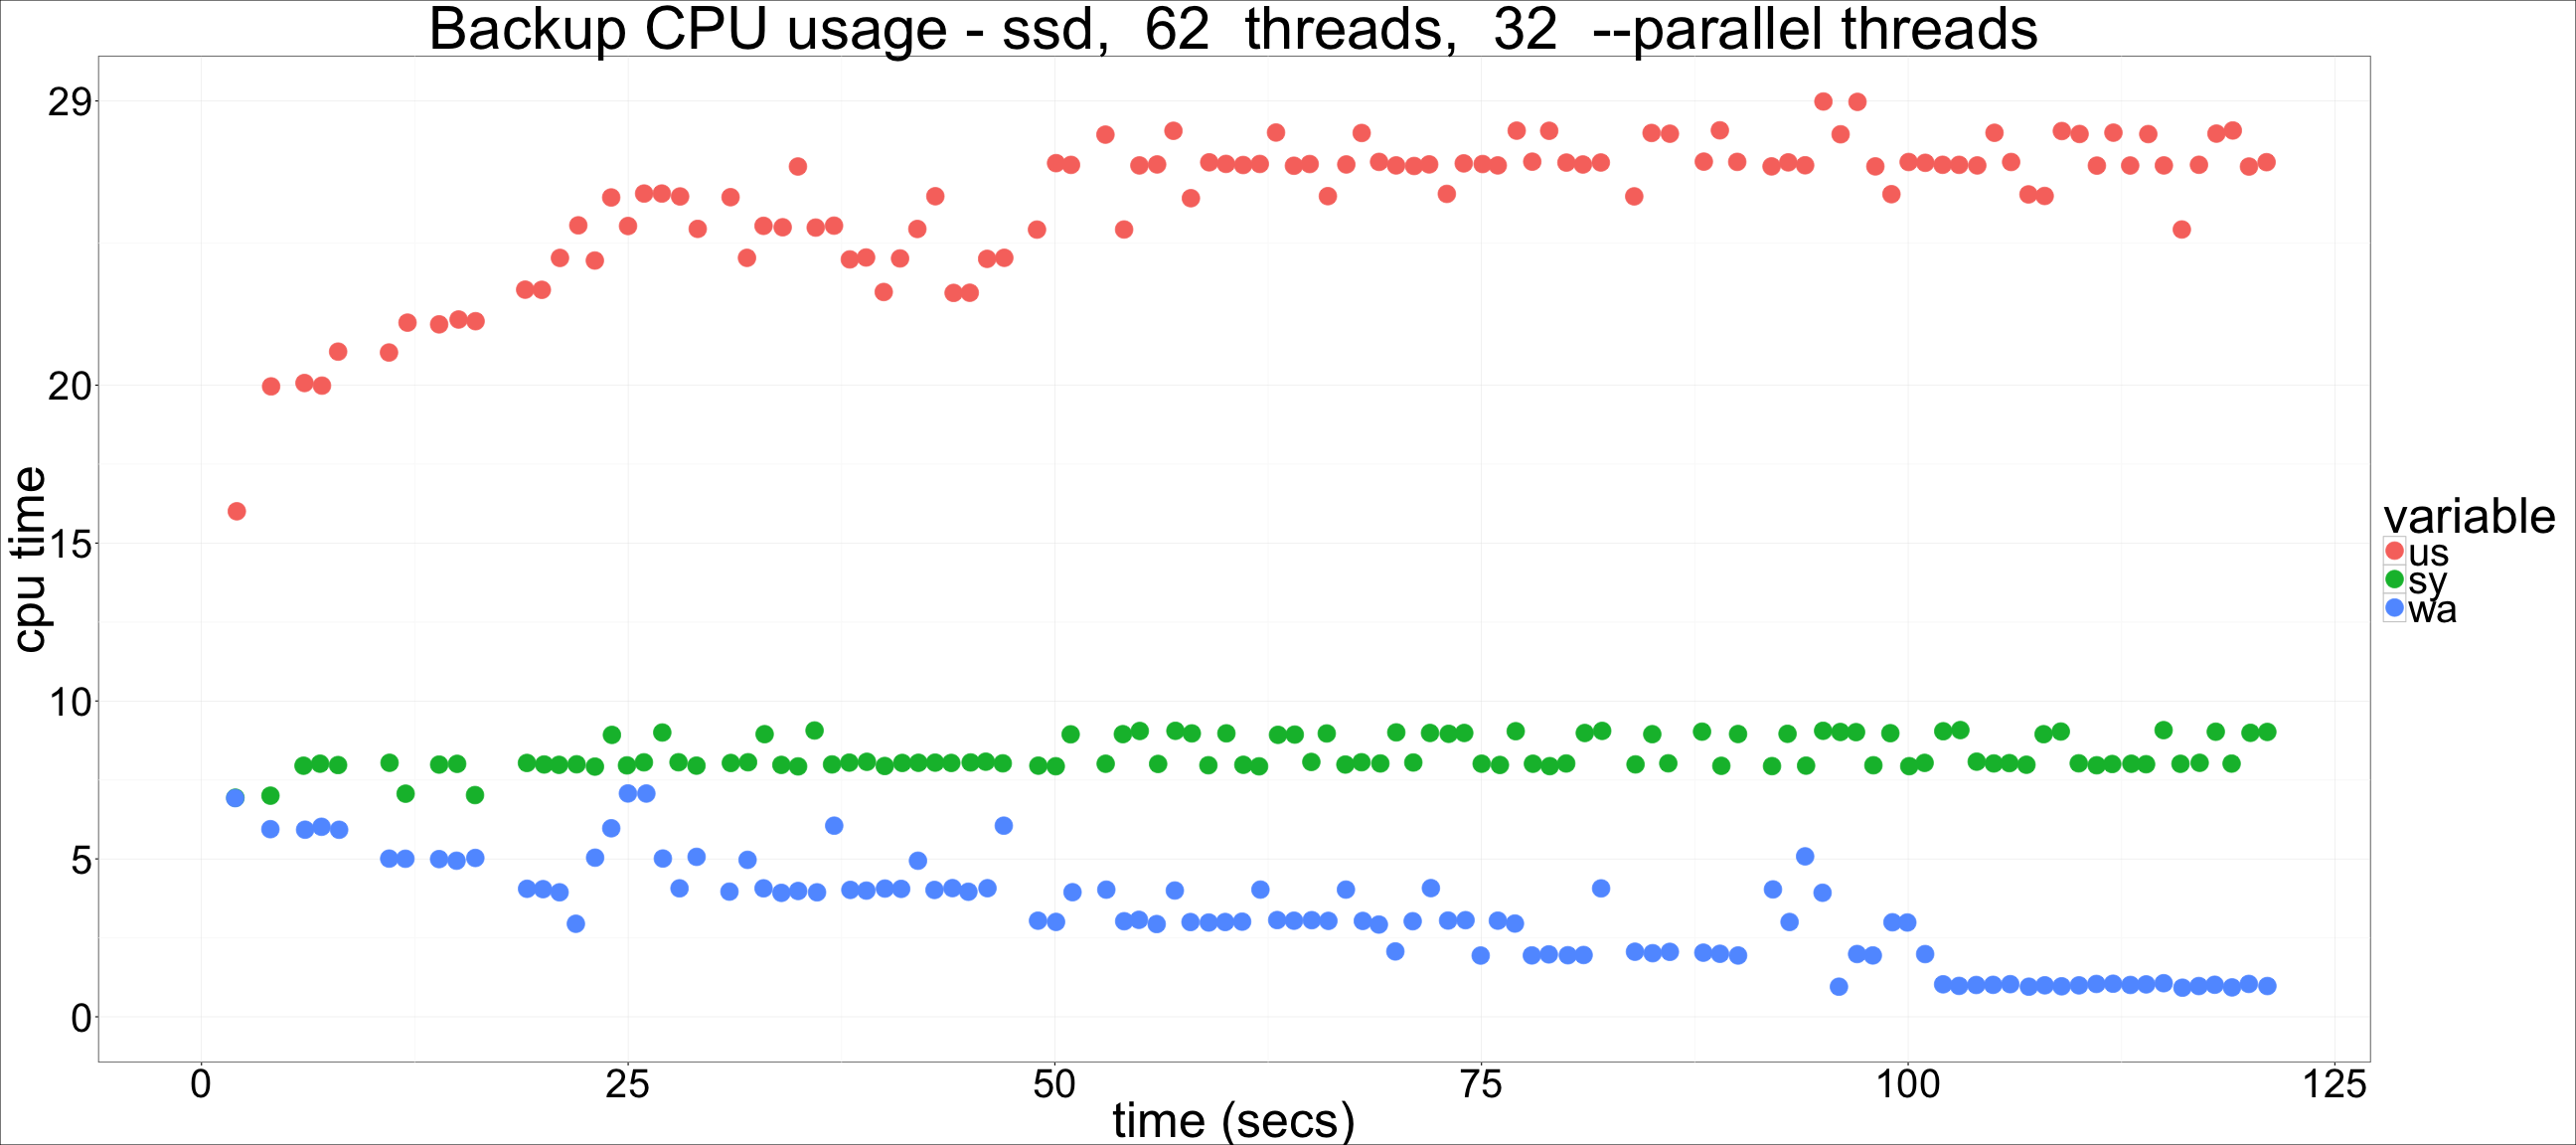 Backup CPU usage - ssd, 62 threads, 32 --parallel threads
29
20
15
10
5
0
cpu time
0 25 50 75 100 125
time (secs)
variable
us
sy
wa